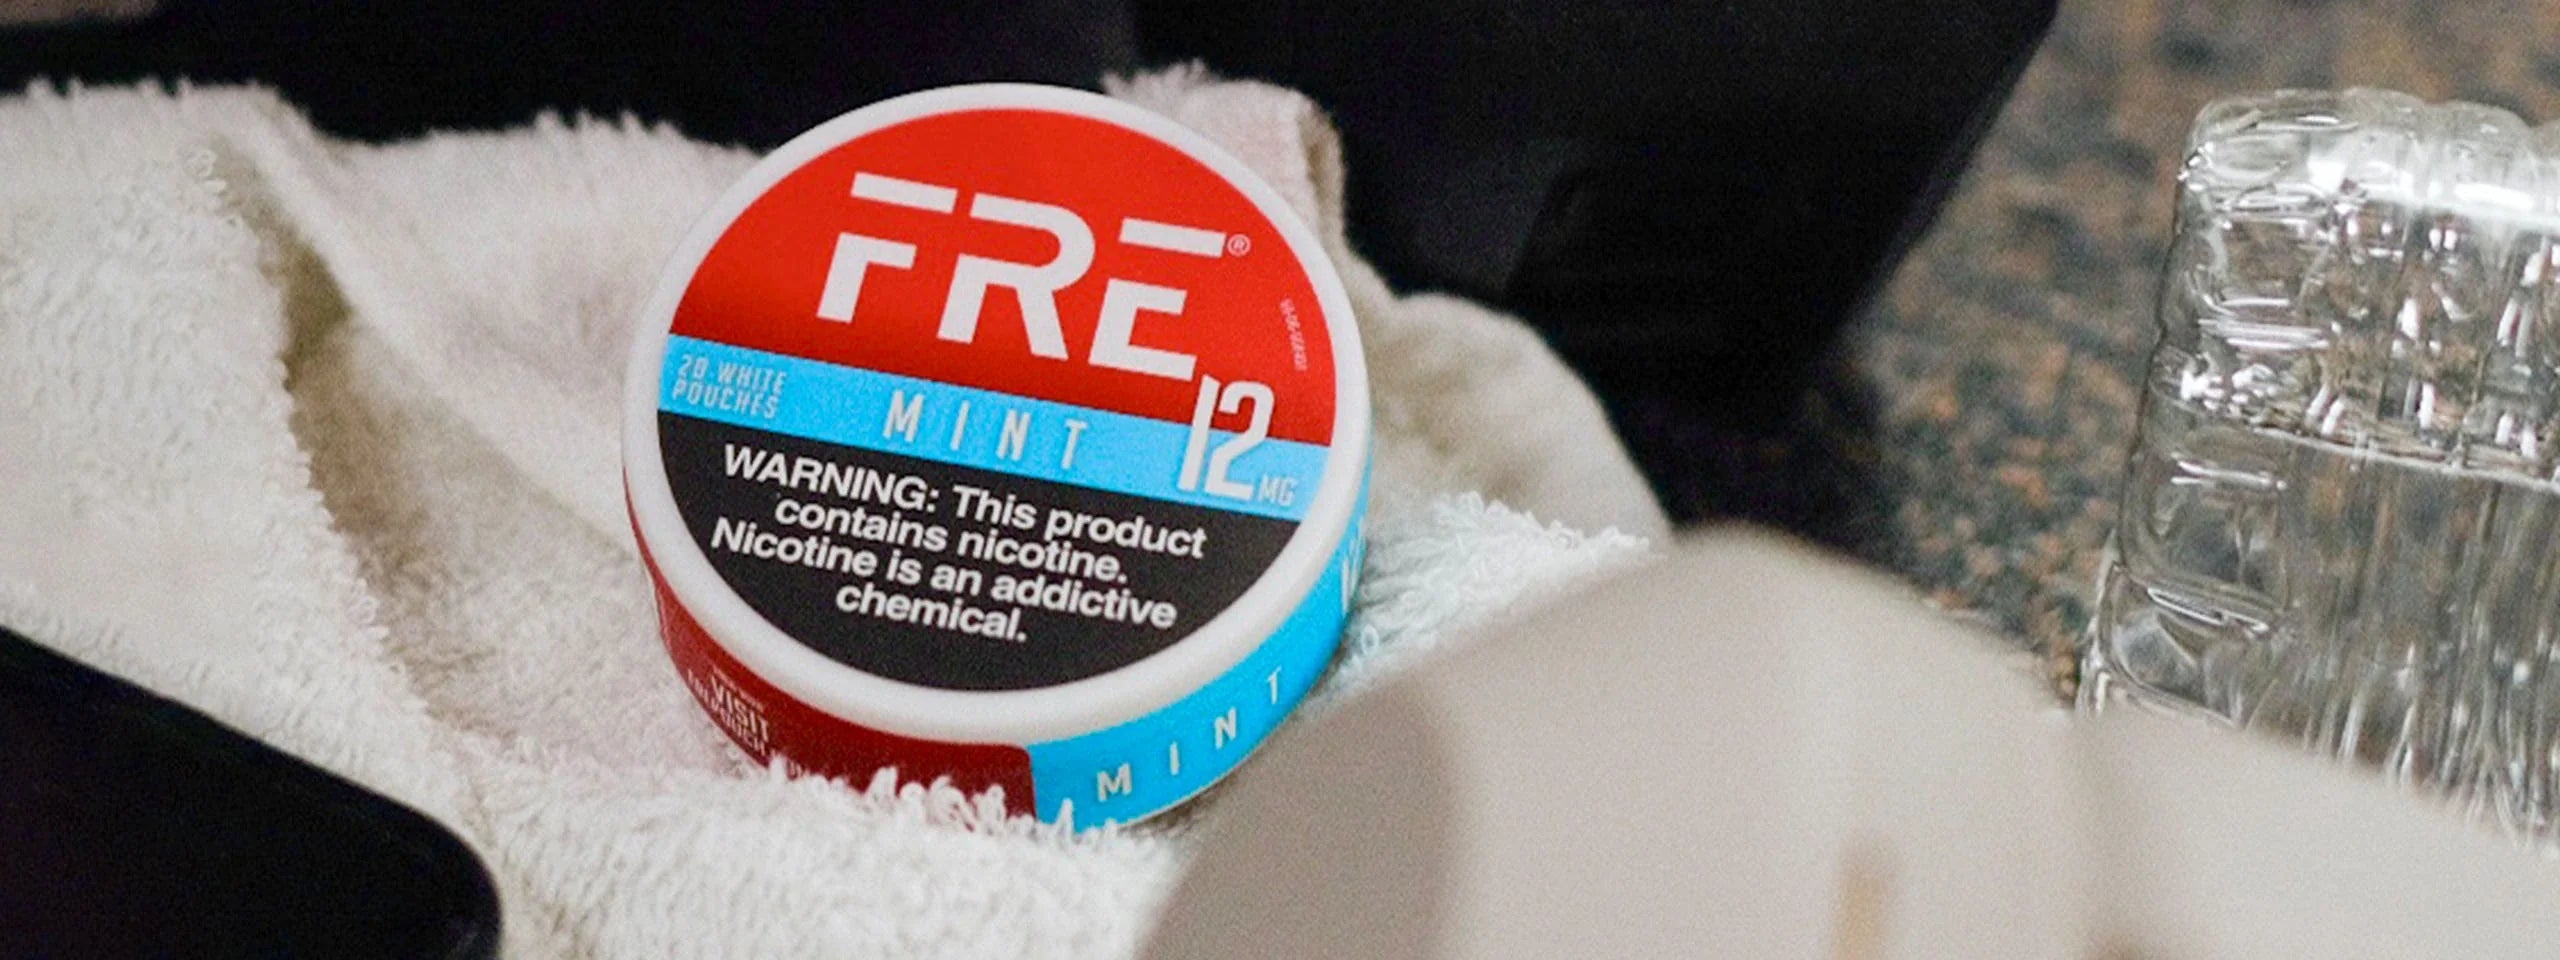 FRE®
20 WHITE
POUCHES
MINT
12 MG
WARNING: This product
contains nicotine.
Nicotine is an addictive
chemical.
VISIT
MINT